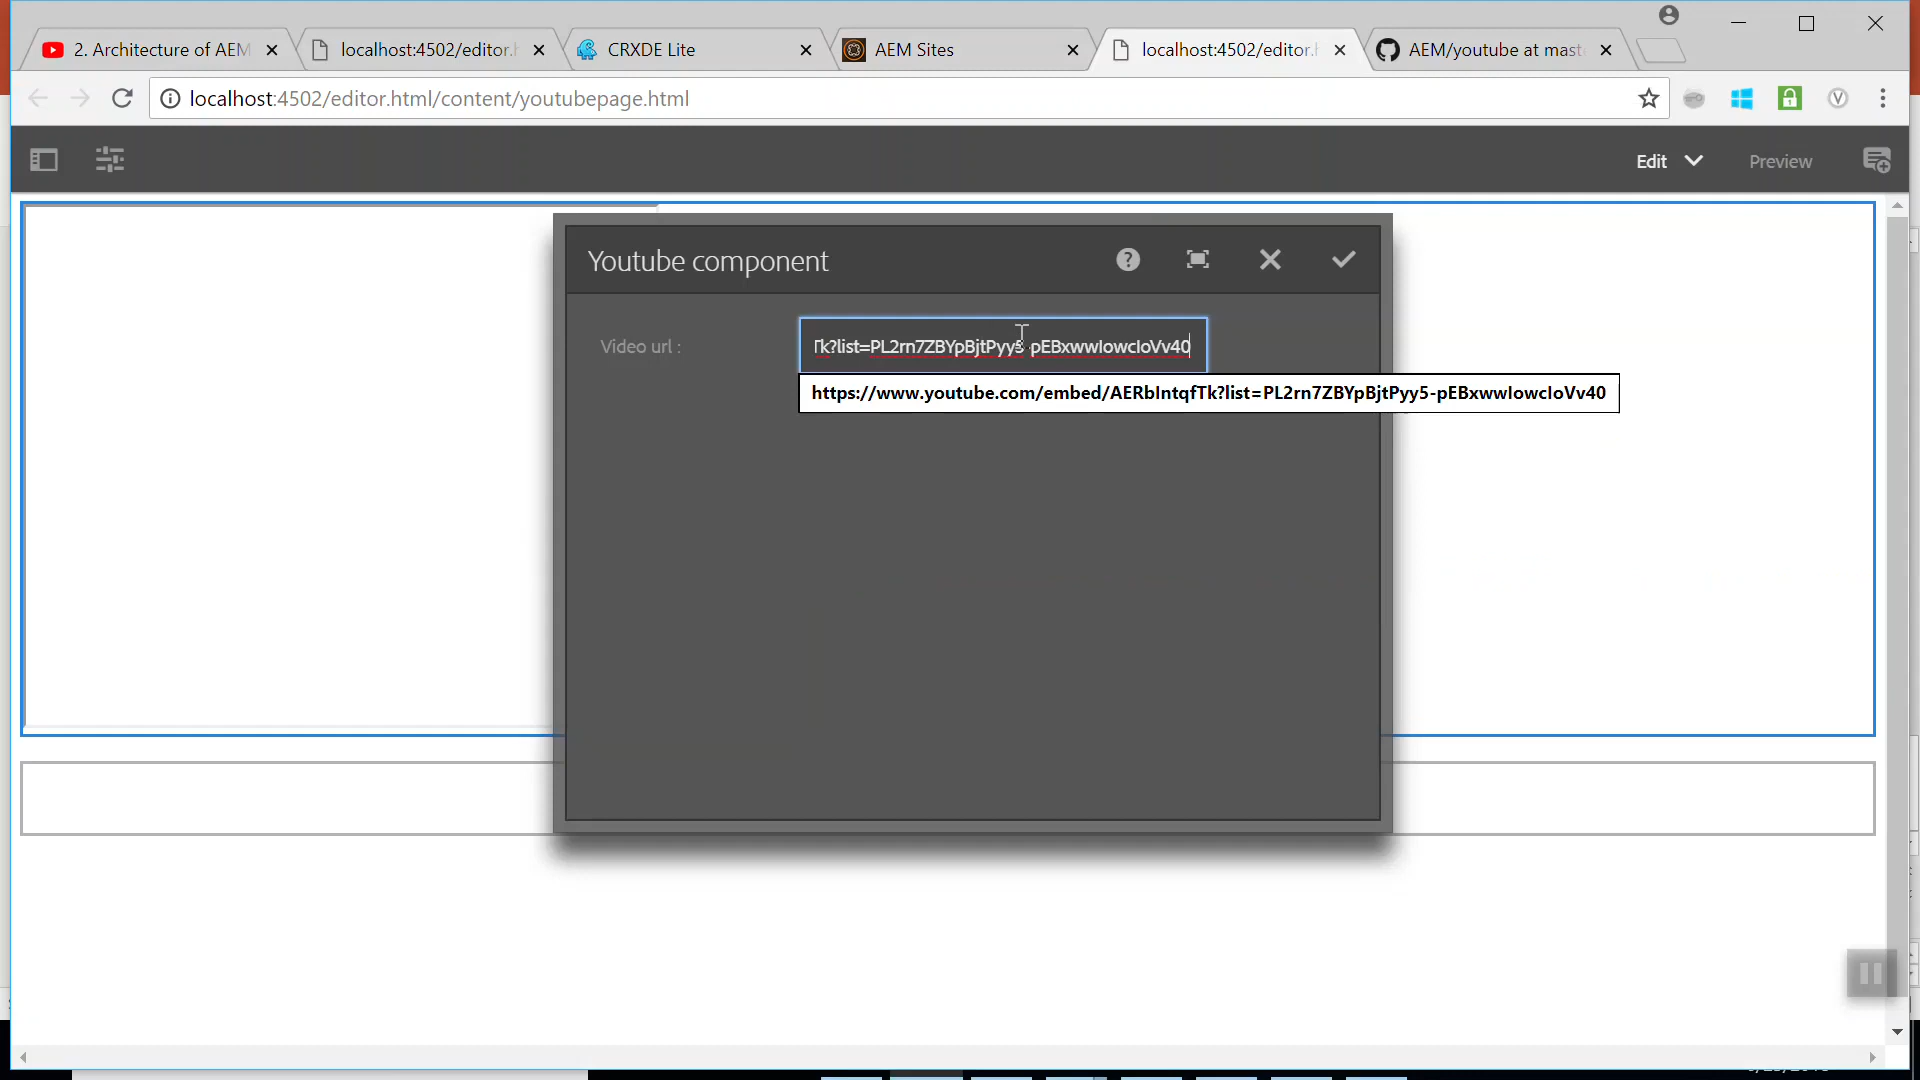 2. Architecture of AEM
localhost:4502/editor.h
CRXDE Lite
AEM Sites
localhost:4502/editor.h
AEM/youtube at mast
localhost:4502/editor.html/content/youtubepage.html
Edit
Preview
Youtube component
Video url :
Tk?list=PL2rn7ZBYpBjtPyy5-pEBxwwIowcIoVv40
https://www.youtube.com/embed/AERbIntqfTk?list=PL2rn7ZBYpBjtPyy5-pEBxwwIowcIoVv40